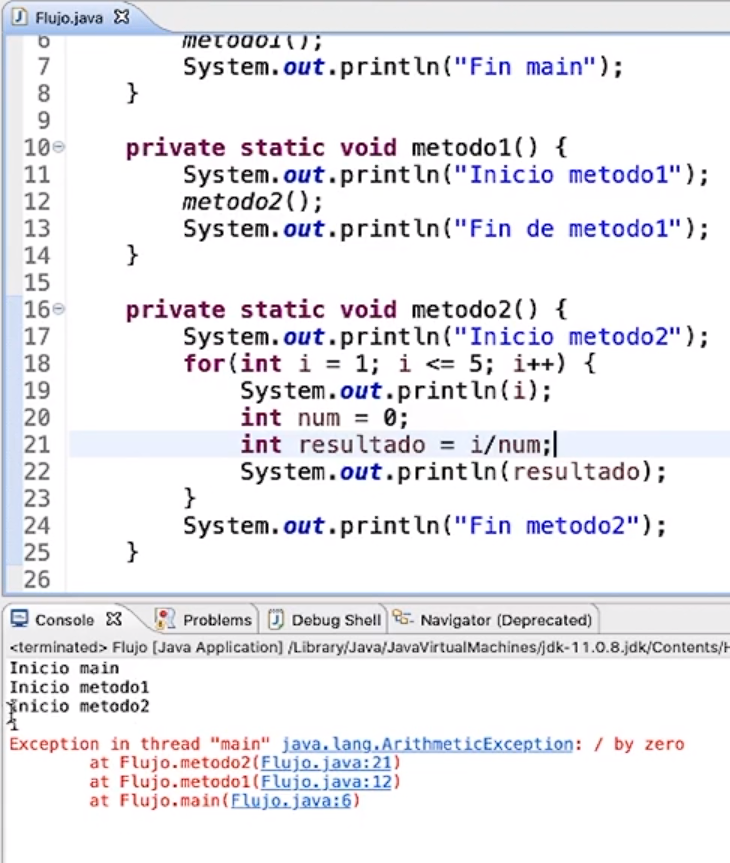 Flujo.java
6 metodo1();
7 System.out.println("Fin main");
8 }
9
10 private static void metodo1() {
11 System.out.println("Inicio metodo1");
12 metodo2();
13 System.out.println("Fin de metodo1");
14 }
15
16 private static void metodo2() {
17 System.out.println("Inicio metodo2");
18 for(int i = 1; i <= 5; i++) {
19 System.out.println(i);
20 int num = 0;
21 int resultado = i/num;
22 System.out.println(resultado);
23 }
24 System.out.println("Fin metodo2");
25 }
26
Console Problems Debug Shell Navigator (Deprecated)
<terminated> Flujo [Java Application] /Library/Java/JavaVirtualMachines/jdk-11.0.8.jdk/Contents/H
Inicio main
Inicio metodo1
Inicio metodo2
1
Exception in thread "main" java.lang.ArithmeticException: / by zero
at Flujo.metodo2(Flujo.java:21)
at Flujo.metodo1(Flujo.java:12)
at Flujo.main(Flujo.java:6)